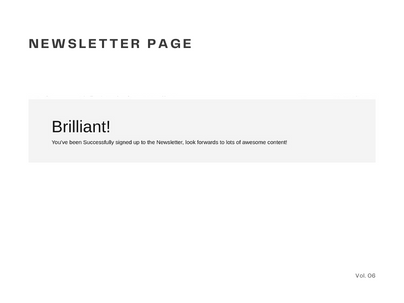 NEWSLETTER PAGE
Brilliant!
You've been Successfully signed up to the Newsletter, look forwards to lots of awesome content!
Vol. 06